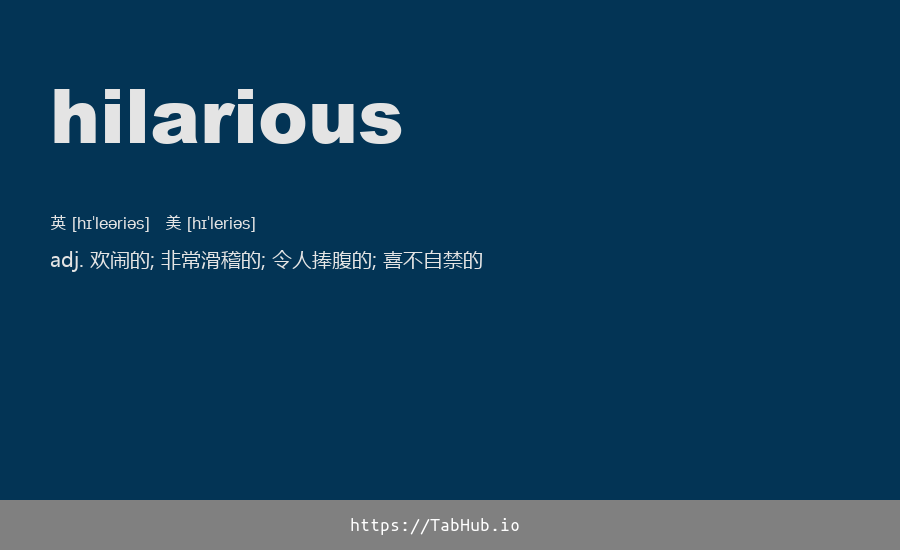 hilarious
英 [hɪˈleəriəs] 美 [hɪˈleriəs]
adj. 欢闹的; 非常滑稽的; 令人捧腹的; 喜不自禁的
https://TabHub.io